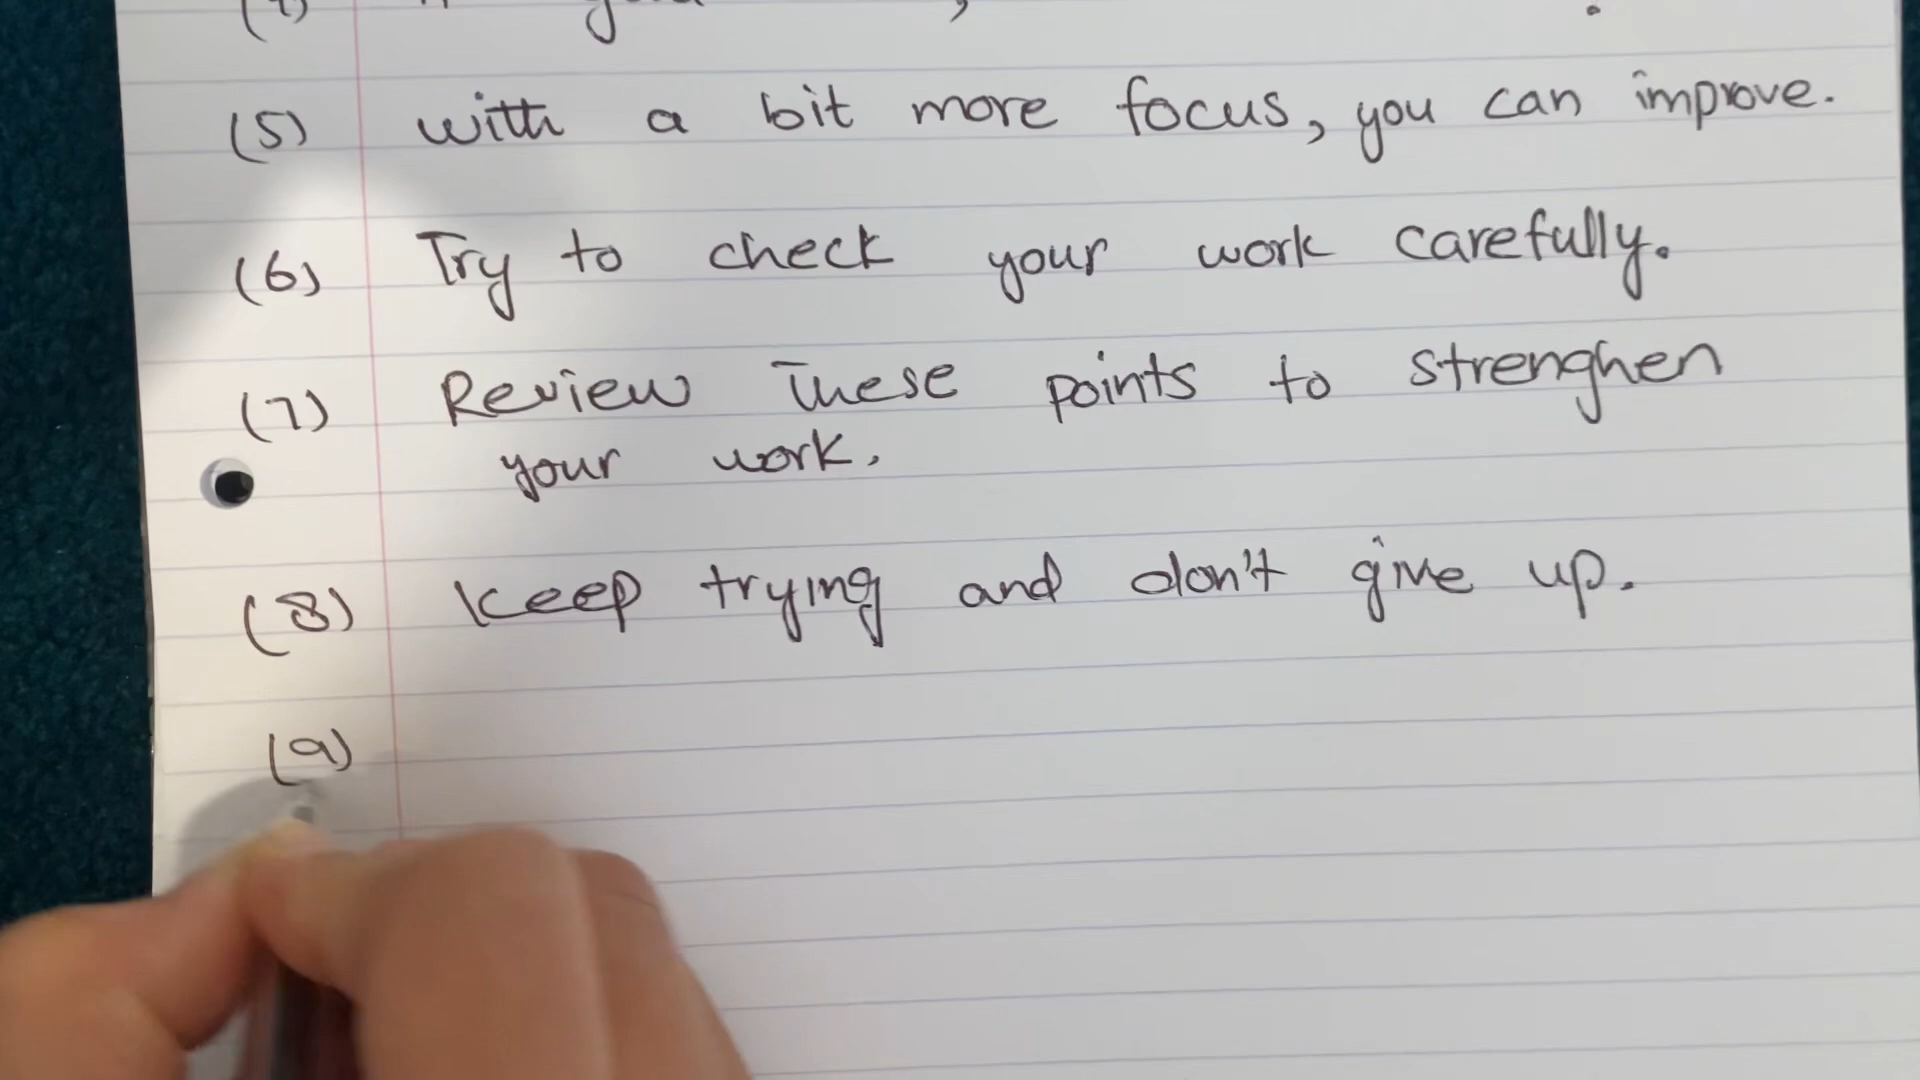 (5) with a bit more focus, you can improve.
(6) Try to check your work carefully.
(7) Review these points to strenghen
your work.
(8) Keep trying and don't give up.
(9)